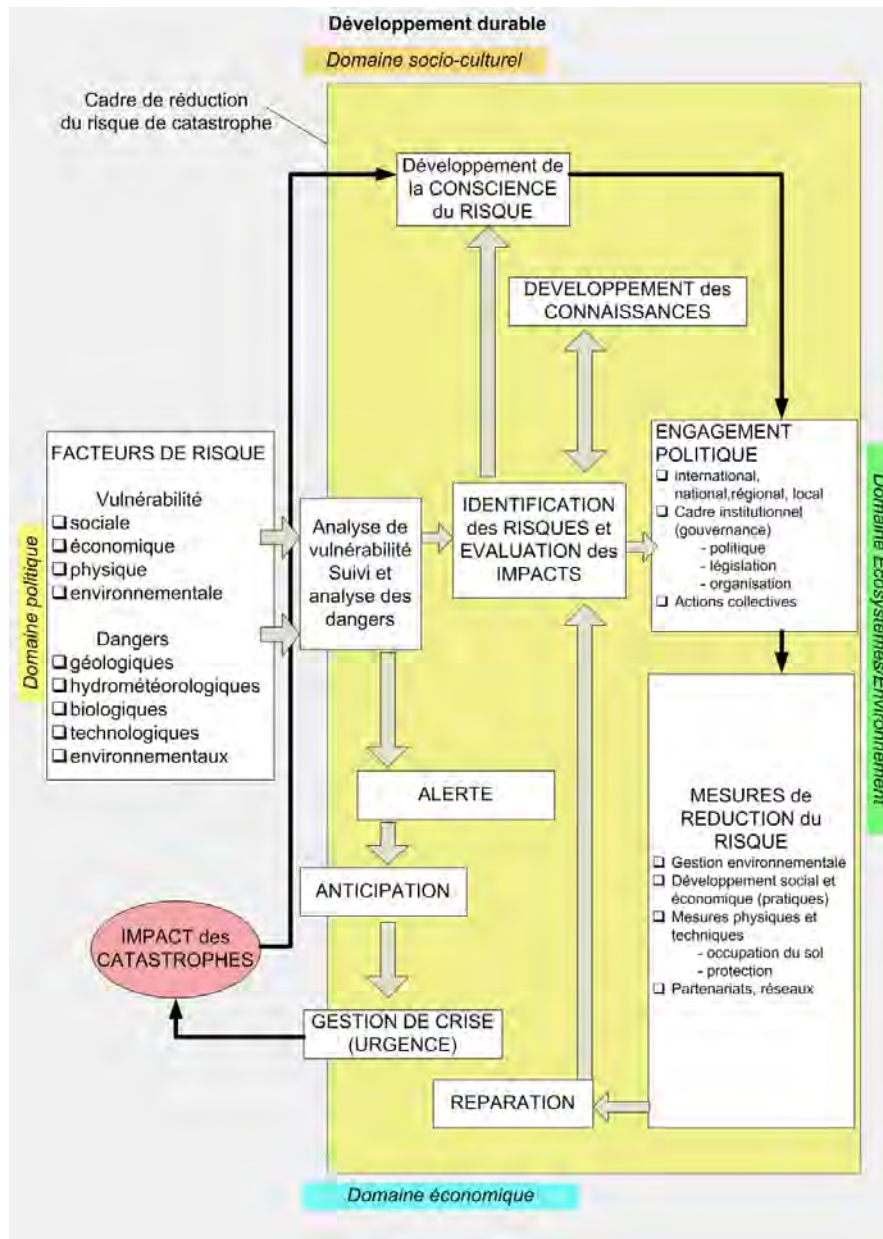 Développement durable
Domaine socio-culturel
Cadre de réduction
du risque de catastrophe
Développement de
la CONSCIENCE
du RISQUE
DEVELOPPEMENT des
CONNAISSANCES
FACTEURS DE RISQUE
Vulnérabilité
❑ sociale
❑ économique
❑ physique
❑ environnementale
Dangers
❑ géologiques
❑ hydrométéorologiques
❑ biologiques
❑ technologiques
❑ environnementaux
Domaine politique
Analyse de
vulnérabilité
Suivi et
analyse des
dangers
IDENTIFICATION
des RISQUES et
EVALUATION des
IMPACTS
ENGAGEMENT
POLITIQUE
❑ international,
national,régional, local
❑ Cadre institutionnel
(gouvernance)
- politique
- législation
- organisation
❑ Actions collectives
Domaine Ecosystèmes/Environnement
ALERTE
ANTICIPATION
IMPACT des
CATASTROPHES
GESTION DE CRISE
(URGENCE)
MESURES de
REDUCTION du
RISQUE
❑ Gestion environnementale
❑ Développement social et
économique (pratiques)
❑ Mesures physiques et
techniques
- occupation du sol
- protection
❑ Partenariats, réseaux
REPARATION
Domaine économique